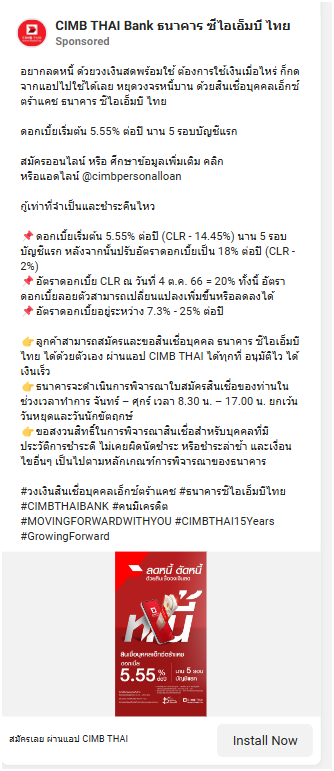 CIMB THAI Bank ธนาคาร ซีไอเอ็มบี ไทย
Sponsored
อยากลดหนี้ ด้วยวงเงินสดพร้อมใช้ ต้องการใช้เงินเมื่อไหร่ ก็กด
จากแอปไปใช้ได้เลย หยุดวงจรหนี้บาน ด้วยสินเชื่อบุคคลเอ็กซ์
ตร้าแคช ธนาคาร ซีไอเอ็มบี ไทย
ดอกเบี้ยเริ่มต้น 5.55% ต่อปี นาน 5 รอบบัญชีแรก
สมัครออนไลน์ หรือ ศึกษาข้อมูลเพิ่มเติม คลิก
หรือแอดไลน์ @cimbpersonalloan
กู้เท่าที่จำเป็นและชำระคืนไหว
📌 ดอกเบี้ยเริ่มต้น 5.55% ต่อปี (CLR - 14.45%) นาน 5 รอบ
บัญชีแรก หลังจากนั้นปรับอัตราดอกเบี้ยเป็น 18% ต่อปี (CLR -
2%)
📌 อัตราดอกเบี้ย CLR ณ วันที่ 4 ต.ค. 66 = 20% ทั้งนี้ อัตรา
ดอกเบี้ยลอยตัวสามารถเปลี่ยนแปลงเพิ่มขึ้นหรือลดลงได้
📌 อัตราดอกเบี้ยอยู่ระหว่าง 7.3% - 25% ต่อปี
👉 ลูกค้าสามารถสมัครและขอสินเชื่อบุคคล ธนาคาร ซีไอเอ็มบี
ไทย ได้ด้วยตัวเอง ผ่านแอป CIMB THAI ได้ทุกที่ อนุมัติไว ได้
เงินเร็ว
👉 ธนาคารจะดำเนินการพิจารณาใบสมัครสินเชื่อของท่านใน
ช่วงเวลาทำการ จันทร์ – ศุกร์ เวลา 8.30 น. – 17.00 น. ยกเว้น
วันหยุดและวันนักขัตฤกษ์
👉 ขอสงวนสิทธิ์ในการพิจารณาสินเชื่อสำหรับบุคคลที่มี
ประวัติการชำระดี ไม่เคยผิดนัดชำระ หรือชำระล่าช้า และเงื่อน
ไขอื่นๆ เป็นไปตามหลักเกณฑ์การพิจารณาของธนาคาร
#วงเงินสินเชื่อบุคคลเอ็กซ์ตร้าแคช #ธนาคารซีไอเอ็มบีไทย
#CIMBTHAIBANK #คนมีเครดิต
#MOVINGFORWARDWITHYOU #CIMBTHAI15Years
#GrowingForward
ลดหนี้ ตัดหนี้
หนี้
สินเชื่อบุคคลเอ็กซ์ตร้าแคช
ดอกเบี้ย
5.55% ต่อปี
นาน 5 รอบ
บัญชีแรก
สมัครเลย ผ่านแอป CIMB THAI
Install Now